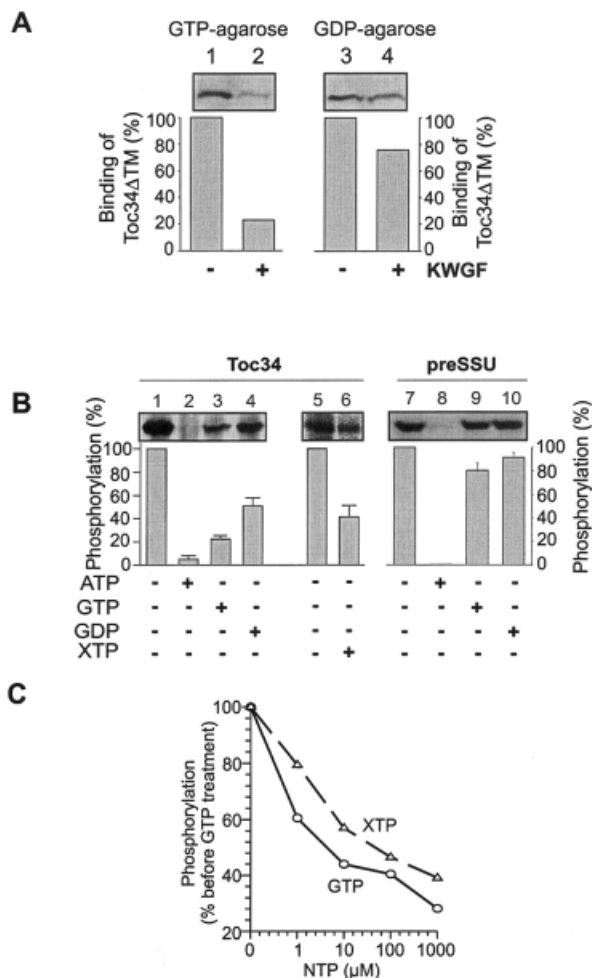 A
GTP-agarose GDP-agarose
1 2 3 4
Binding of
Toc34ΔTM (%)
100
80
60
40
20
0
100
80
60
40
20
0
Binding of
Toc34ΔTM (%)
- + - + KWGF
Toc34 preSSU
B
1 2 3 4 5 6 7 8 9 10
Phosphorylation (%)
100
80
60
40
20
0
100
80
60
40
20
0
Phosphorylation (%)
ATP - + - - - - - + - -
GTP - - + - - - - - + -
GDP - - - + - - - - - +
XTP - - - - - + - - - -
C
Phosphorylation
(% before GTP treatment)
100
80
60
40
20
XTP
GTP
0 1 10 100 1000
NTP (µM)